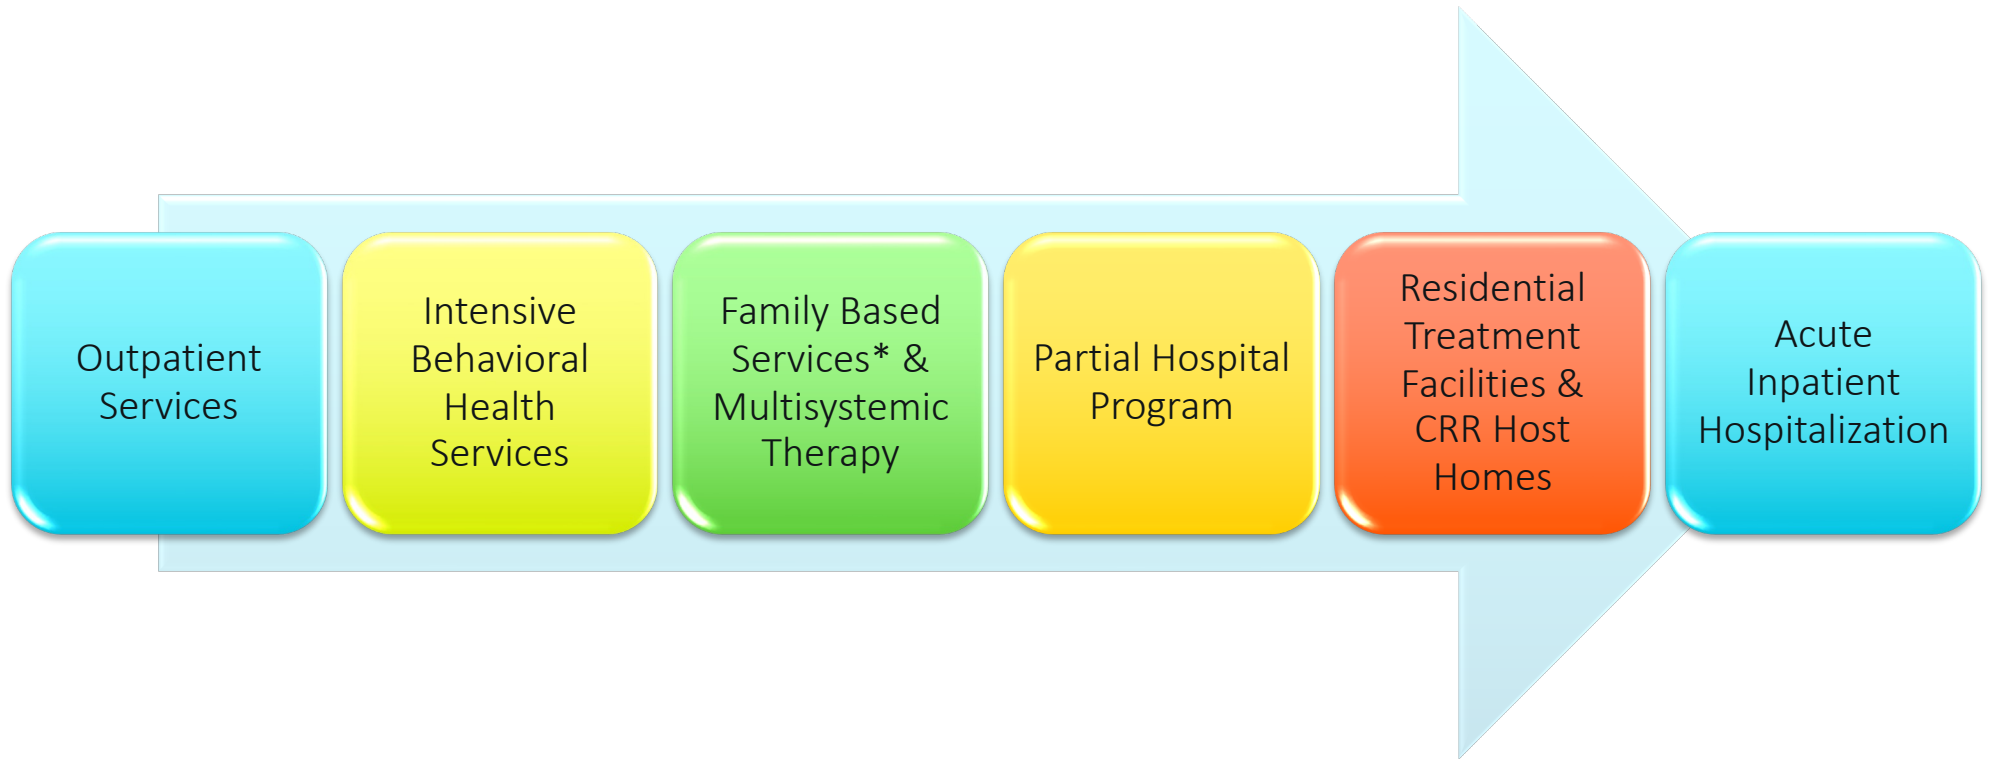 Outpatient
Services
Intensive
Behavioral
Health
Services
Family Based
Services* &
Multisystemic
Therapy
Partial Hospital
Program
Residential
Treatment
Facilities &
CRR Host
Homes
Acute
Inpatient
Hospitalization